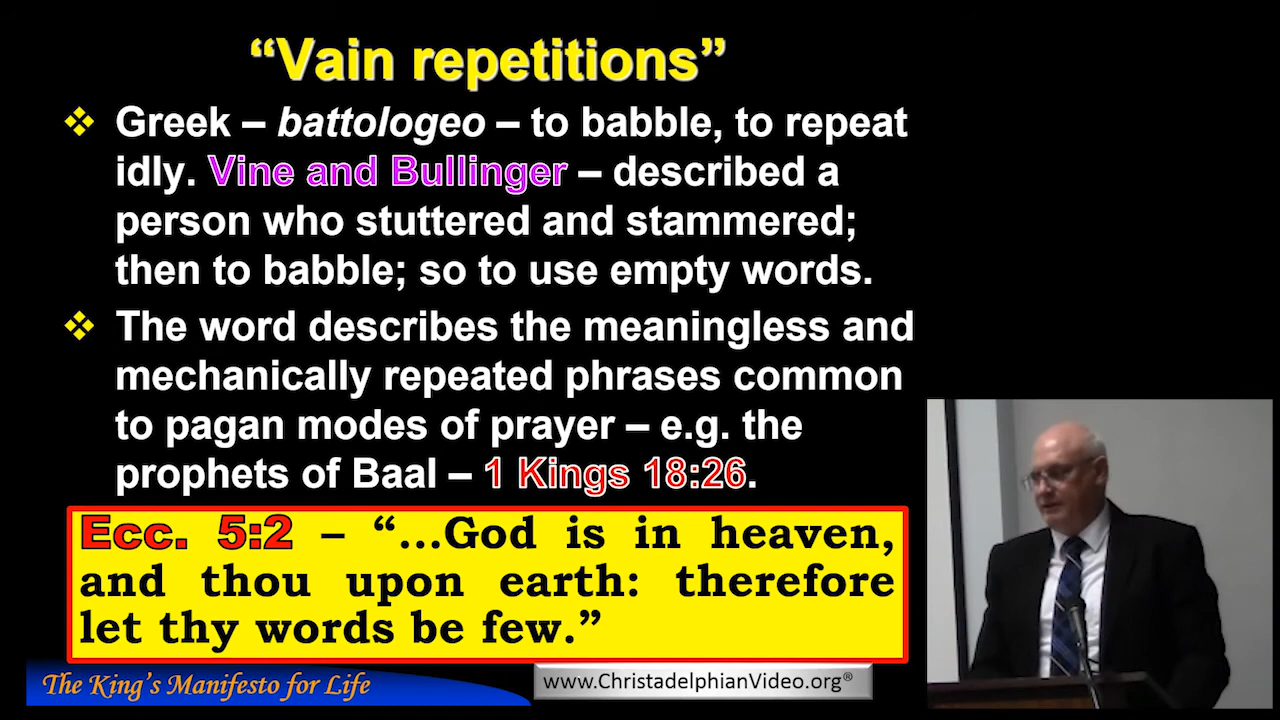 “Vain repetitions”
❖ Greek – battologeo – to babble, to repeat
idly. Vine and Bullinger – described a
person who stuttered and stammered;
then to babble; so to use empty words.
❖ The word describes the meaningless and
mechanically repeated phrases common
to pagan modes of prayer – e.g. the
prophets of Baal – 1 Kings 18:26.
Ecc. 5:2 – “...God is in heaven,
and thou upon earth: therefore
let thy words be few.”
The King’s Manifesto for Life
www.ChristadelphianVideo.org®